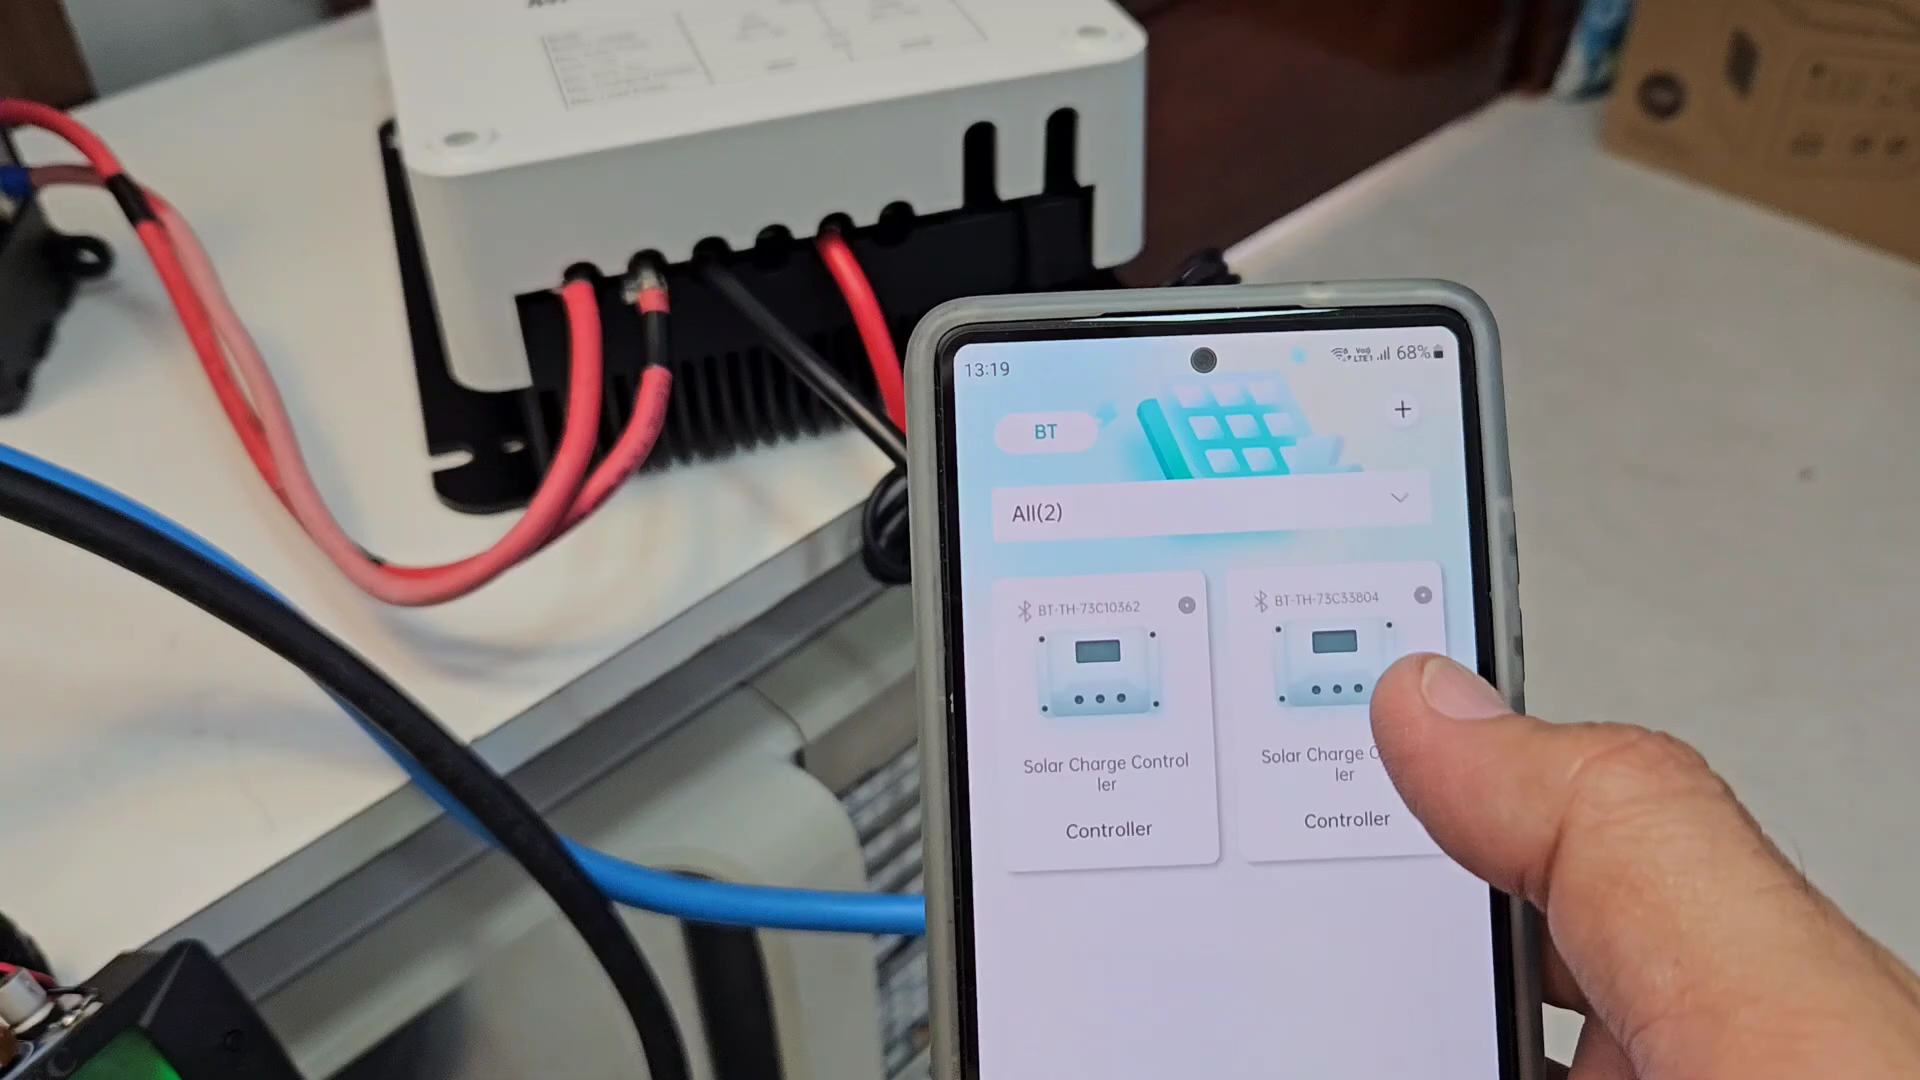 13:19
LTE1 68%
BT
+
All(2)
BT-TH-73C10362
BT-TH-73C33804
Solar Charge Control
ler
Solar Charge C
ler
Controller
Controller